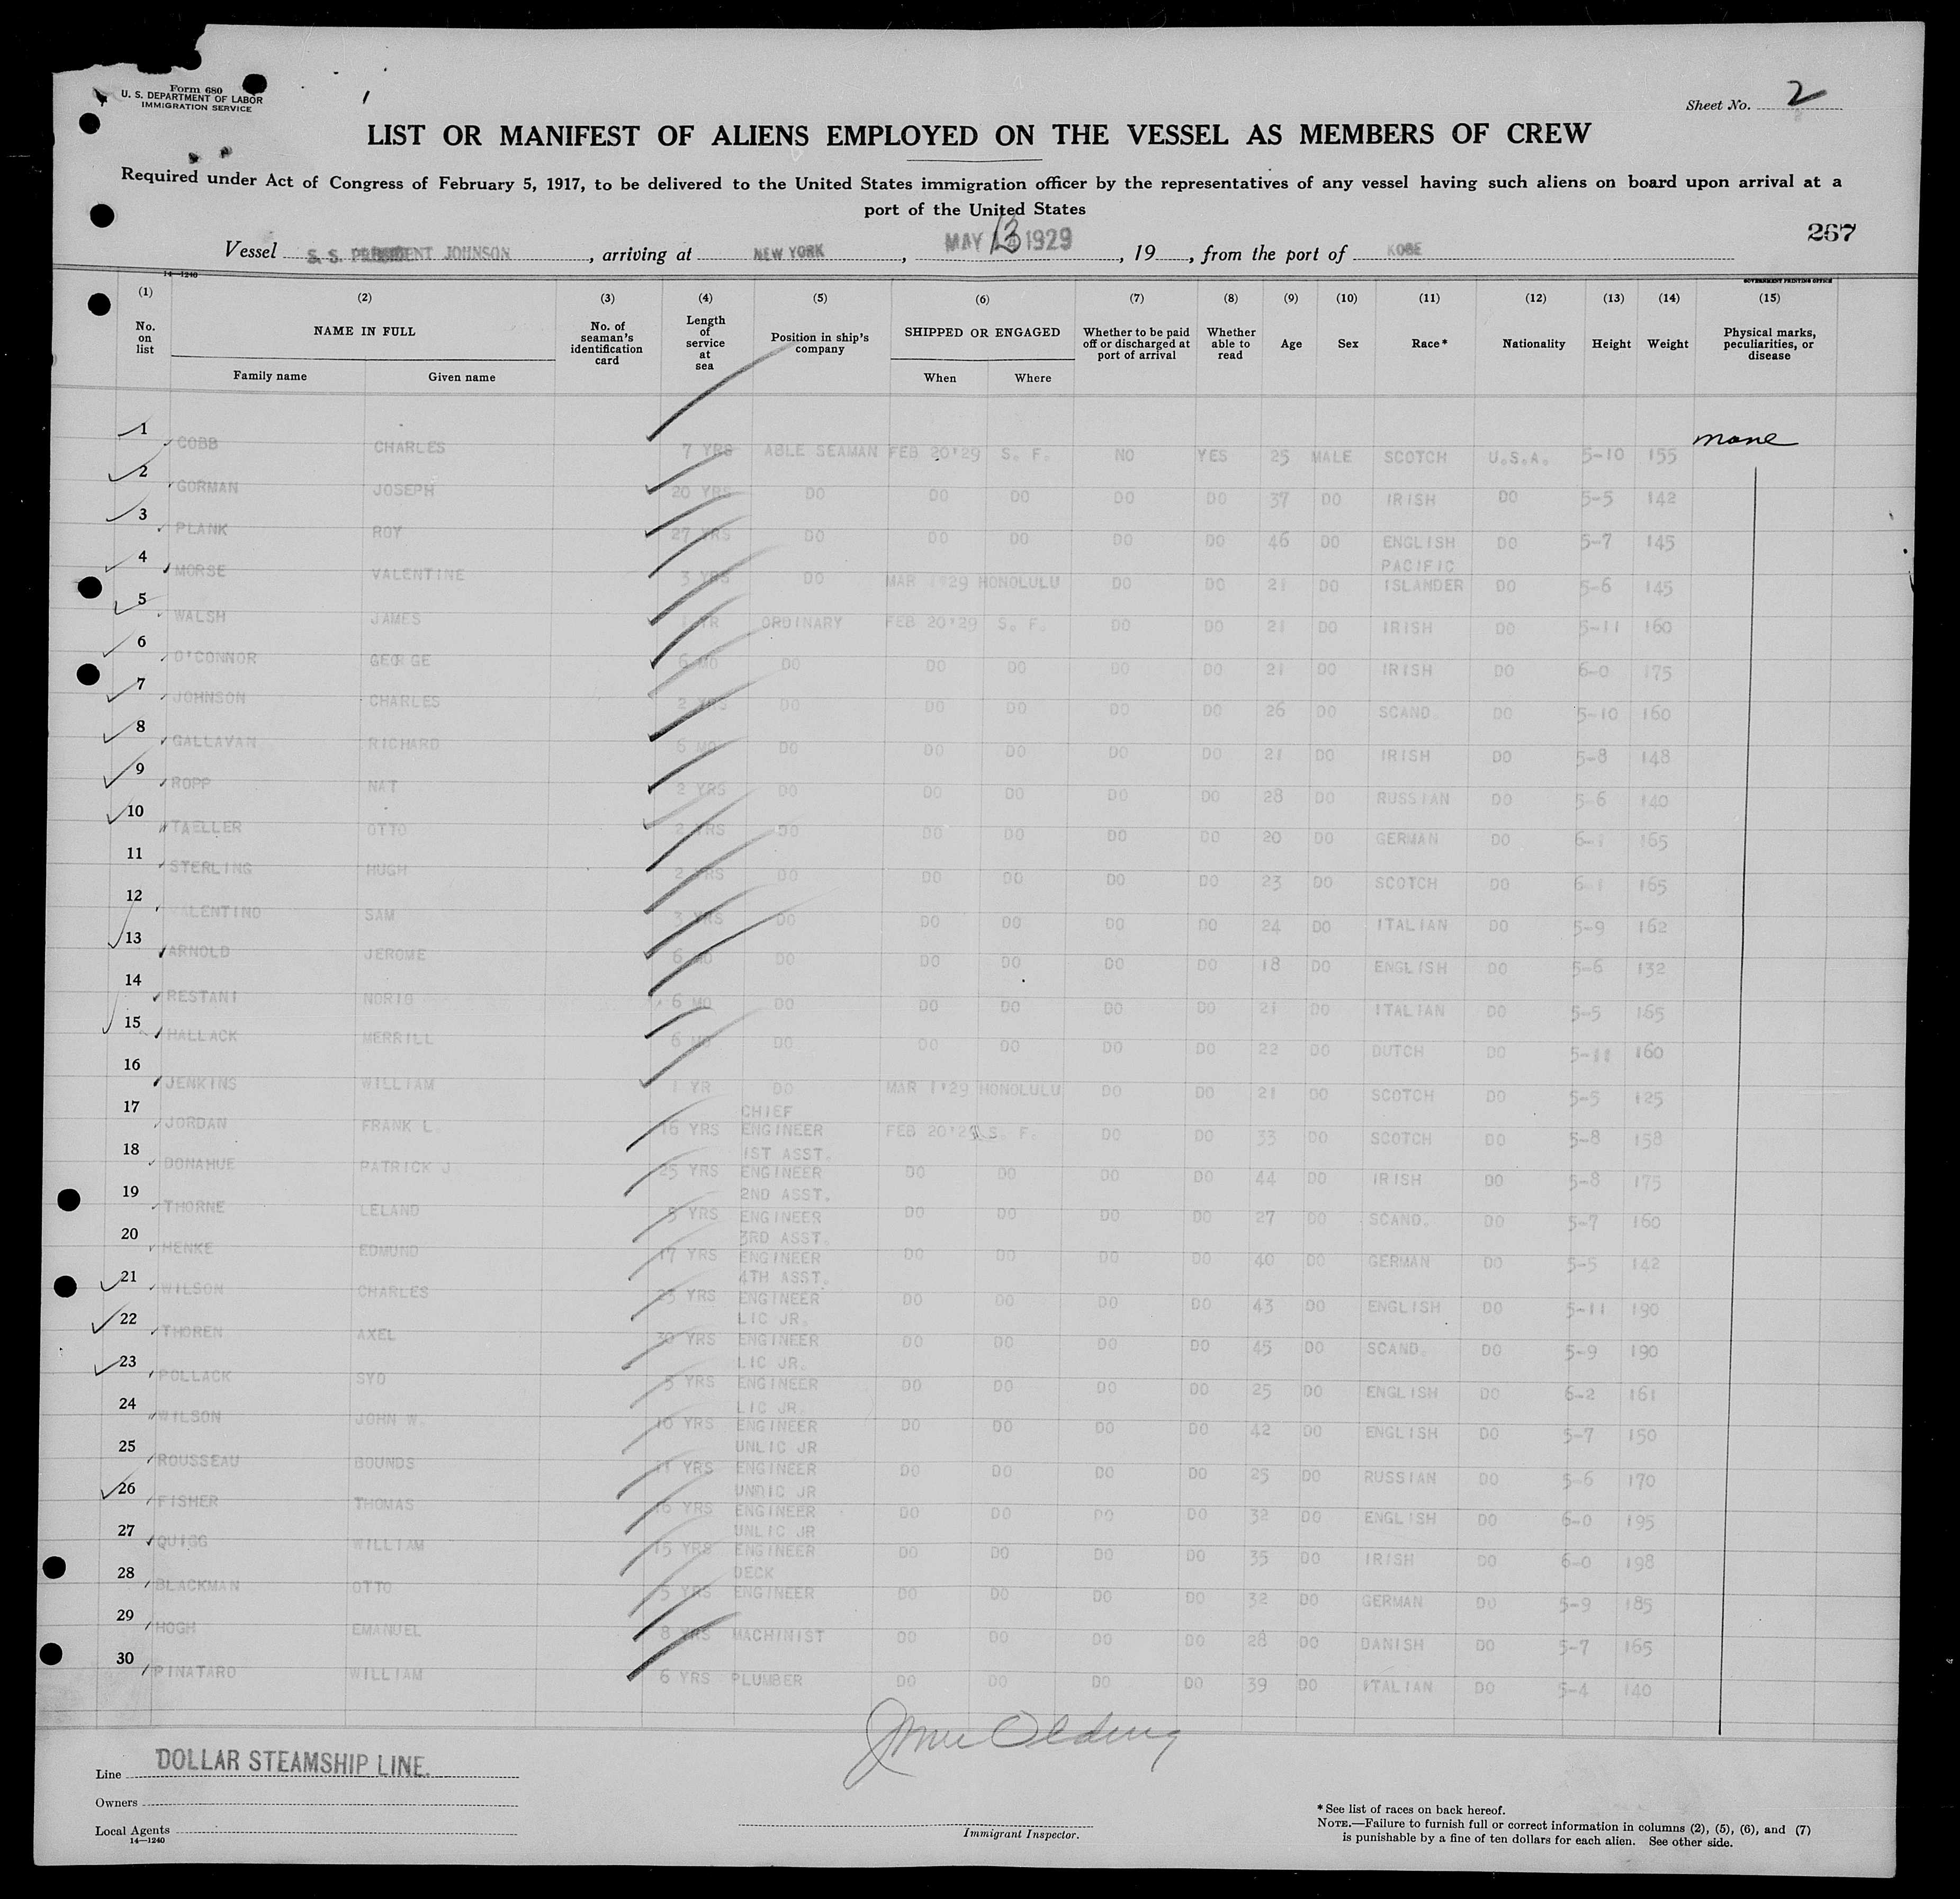 Form 680
U. S. DEPARTMENT OF LABOR
IMMIGRATION SERVICE
Sheet No. 2
LIST OR MANIFEST OF ALIENS EMPLOYED ON THE VESSEL AS MEMBERS OF CREW
Required under Act of Congress of February 5, 1917, to be delivered to the United States immigration officer by the representatives of any vessel having such aliens on board upon arrival at a
port of the United States
267
Vessel S. S. PRESIDENT JOHNSON, arriving at NEW YORK, MAY 13 1929, 19, from the port of KOBE
14—1240
GOVERNMENT PRINTING OFFICE
(1) (2) (3) (4) (5) (6) (7) (8) (9) (10) (11) (12) (13) (14) (15)
No. on list NAME IN FULL No. of seaman's identification card Length of service at sea Position in ship's company SHIPPED OR ENGAGED Whether to be paid off or discharged at port of arrival Whether able to read Age Sex Race* Nationality Height Weight Physical marks, peculiarities, or disease
Family name Given name When Where
1 COBB CHARLES 7 YRS ABLE SEAMAN FEB 20'29 S. F. NO YES 25 MALE SCOTCH U.S.A. 5-10 155 none
2 GORMAN JOSEPH 20 YRS DO DO DO DO DO 37 DO IRISH DO 5-5 142
3 PLANK ROY 27 YRS DO DO DO DO DO 46 DO ENGLISH DO 5-7 145
4 MORSE VALENTINE 3 YRS DO MAR 1'29 HONOLULU DO DO 21 DO PACIFIC ISLANDER DO 5-6 145
5 WALSH JAMES 1 YR ORDINARY FEB 20'29 S. F. DO DO 21 DO IRISH DO 5-11 160
6 O'CONNOR GEORGE 6 MO DO DO DO DO DO 21 DO IRISH DO 6-0 175
7 JOHNSON CHARLES 2 YRS DO DO DO DO DO 26 DO SCAND. DO 5-10 160
8 GALLAVAN RICHARD 6 MO DO DO DO DO DO 21 DO IRISH DO 5-8 148
9 ROPP NAT 2 YRS DO DO DO DO DO 28 DO RUSSIAN DO 5-6 140
10 TAELLER OTTO 2 YRS DO DO DO DO DO 20 DO GERMAN DO 6-1 165
11 STERLING HUGH 2 YRS DO DO DO DO DO 23 DO SCOTCH DO 6-1 165
12 VALENTINO SAM 3 YRS DO DO DO DO DO 24 DO ITALIAN DO 5-9 162
13 ARNOLD JEROME 6 MO DO DO DO DO DO 18 DO ENGLISH DO 5-6 132
14 RESTANI NORIG 6 MO DO DO DO DO DO 21 DO ITALIAN DO 5-5 165
15 HALLACK MERRILL 6 MO DO DO DO DO DO 22 DO DUTCH DO 5-11 160
16 JENKINS WILLIAM 1 YR DO MAR 1'29 HONOLULU DO DO 21 DO SCOTCH DO 5-5 125
17 JORDAN FRANK L. 16 YRS CHIEF ENGINEER FEB 20'29 S. F. DO DO 33 DO SCOTCH DO 5-8 158
18 DONAHUE PATRICK J 25 YRS 1ST ASST. ENGINEER DO DO DO DO 44 DO IRISH DO 5-8 175
19 THORNE LELAND YRS 2ND ASST. ENGINEER DO DO DO DO 27 DO SCAND. DO 5-7 160
20 HENKE EDMUND 17 YRS 3RD ASST. ENGINEER DO DO DO DO 40 DO GERMAN DO 5-5 142
21 WILSON CHARLES 25 YRS 4TH ASST. ENGINEER DO DO DO DO 43 DO ENGLISH DO 5-11 190
22 THOREN AXEL 30 YRS LIC JR. ENGINEER DO DO DO DO 45 DO SCAND. DO 5-9 190
23 POLLACK SYD 5 YRS LIC JR. ENGINEER DO DO DO DO 25 DO ENGLISH DO 6-2 161
24 WILSON JOHN W. 10 YRS LIC JR. ENGINEER DO DO DO DO 42 DO ENGLISH DO 5-7 150
25 ROUSSEAU BOUNDS 11 YRS UNLIC JR ENGINEER DO DO DO DO 25 DO RUSSIAN DO 5-6 170
26 FISHER THOMAS 16 YRS UNLIC JR ENGINEER DO DO DO DO 32 DO ENGLISH DO 6-0 195
27 QUIGG WILLIAM 15 YRS UNLIC JR ENGINEER DO DO DO DO 35 DO IRISH DO 6-0 198
28 BLACKMAN OTTO 5 YRS DECK ENGINEER DO DO DO DO 32 DO GERMAN DO 5-9 185
29 HOGH EMANUEL 8 YRS MACHINIST DO DO DO DO 28 DO DANISH DO 5-7 165
30 PINATARO WILLIAM 6 YRS PLUMBER DO DO DO DO 39 DO ITALIAN DO 5-4 140
Line DOLLAR STEAMSHIP LINE.
Owners
Local Agents
14—1240
Immigrant Inspector.
*See list of races on back hereof.
NOTE.—Failure to furnish full or correct information in columns (2), (5), (6), and (7)
is punishable by a fine of ten dollars for each alien. See other side.